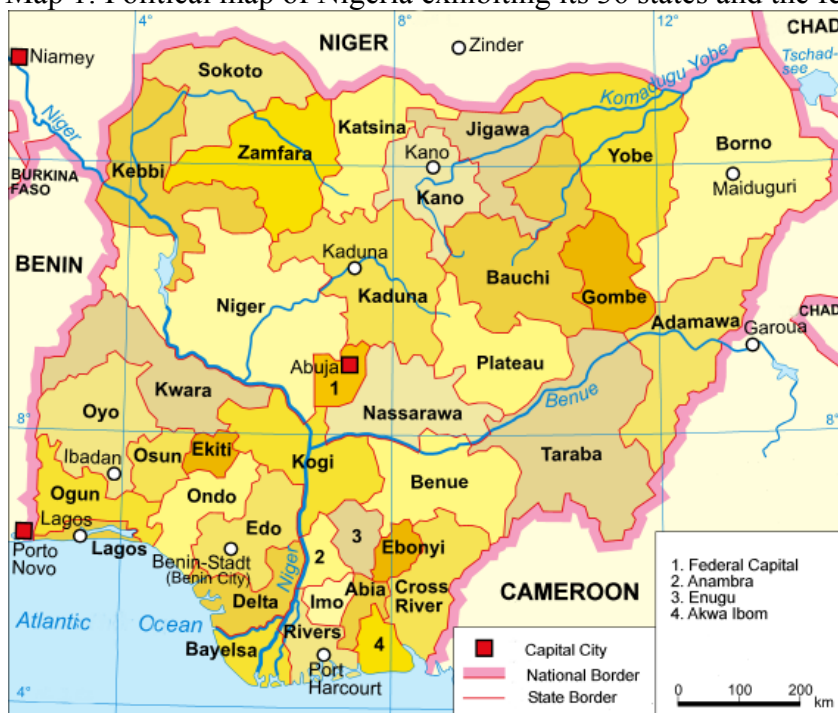 Map 1: Political map of Nigeria exhibiting its 36 states and the
4°
8°
12°
NIGER
Zinder
CHAD
Niamey
Sokoto
Tschad-
see
Komadugu Yobe
Niger
Katsina
Jigawa
Borno
Zamfara
Kano
Yobe
Kebbi
Maiduguri
BURKINA
FASO
Kano
BENIN
Kaduna
Bauchi
Niger
Kaduna
Gombe
CHAD
Adamawa
Garoua
Abuja
Plateau
1
Kwara
Benue
Oyo
Nassarawa
8°
8°
Ibadan
Osun
Ekiti
Kogi
Taraba
Ogun
Ondo
Benue
Lagos
Edo
Lagos
3
Ebonyi
Porto
Novo
Benin-Stadt
(Benin City)
Niger
2
1. Federal Capital
2. Anambra
3. Enugu
4. Akwa Ibom
Delta
Imo
Abia
Cross
River
CAMEROON
Atlantic Ocean
Rivers
Bayelsa
4
Port
Harcourt
Capital City
National Border
State Border
4°
0 100 200 km